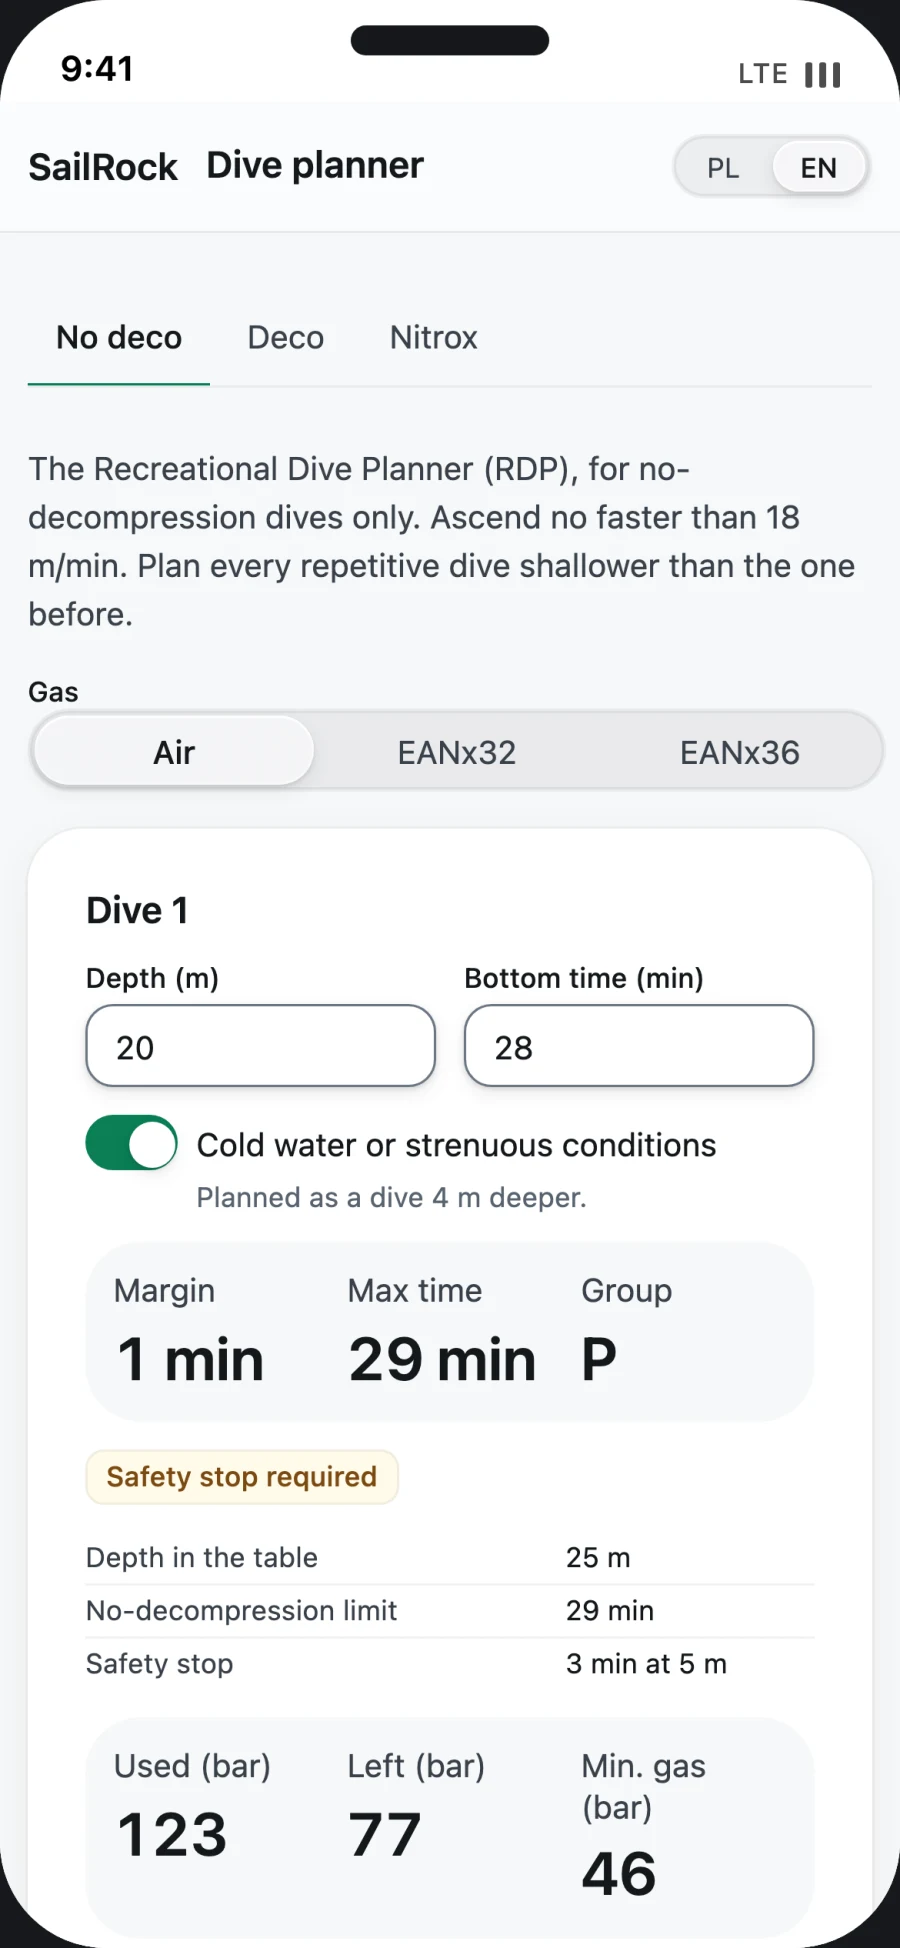 9:41
LTE
SailRock Dive planner
PL EN
No deco Deco Nitrox
The Recreational Dive Planner (RDP), for no-
decompression dives only. Ascend no faster than 18
m/min. Plan every repetitive dive shallower than the one
before.
Gas
Air EANx32 EANx36
Dive 1
Depth (m) Bottom time (min)
20 28
Cold water or strenuous conditions
Planned as a dive 4 m deeper.
Margin Max time Group
1 min 29 min P
Safety stop required
Depth in the table 25 m
No-decompression limit 29 min
Safety stop 3 min at 5 m
Used (bar) Left (bar) Min. gas
(bar)
123 77 46